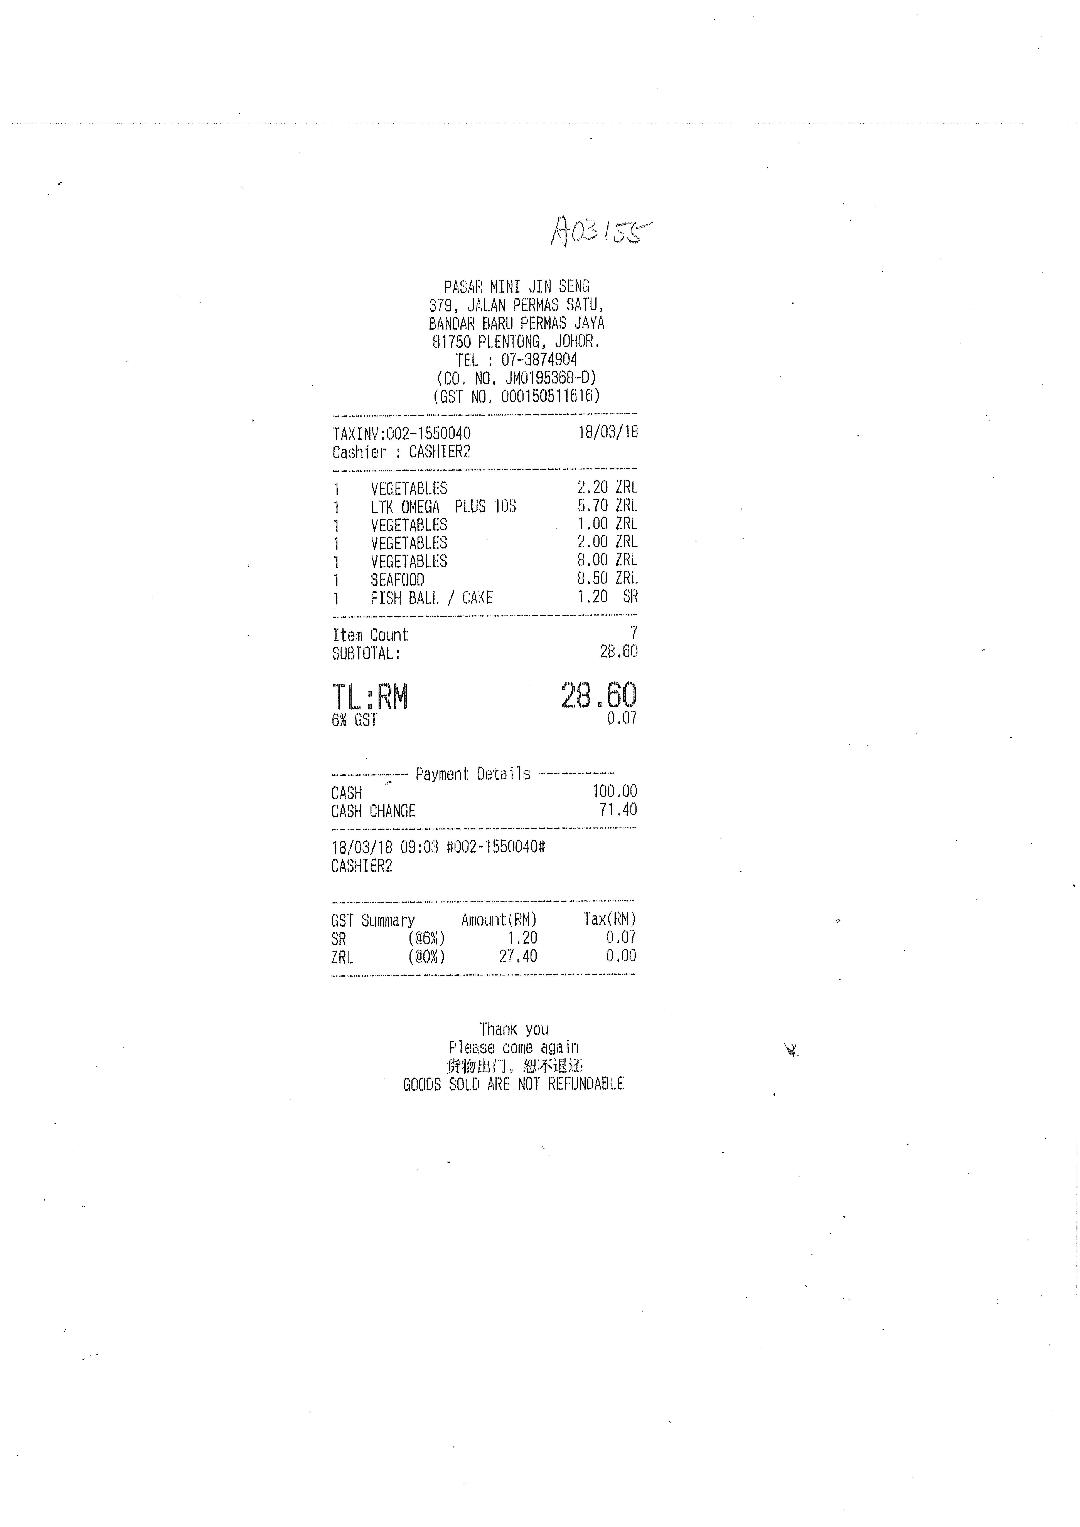 A03155
PASAR MINI JIN SENG
379, JALAN PERMAS SATU,
BANDAR BARU PERMAS JAYA
81750 PLENTONG, JOHOR.
TEL : 07-3874904
(CO. NO. JM0195368-D)
(GST NO. 000150511616)
TAXINV:002-1550040 18/03/18
Cashier : CASHIER2
1 VEGETABLES 2.20 ZRL
1 LTK OMEGA PLUS 10S 5.70 ZRL
1 VEGETABLES 1.00 ZRL
1 VEGETABLES 2.00 ZRL
1 VEGETABLES 8.00 ZRL
1 SEAFOOD 8.50 ZRL
1 FISH BALL / CAKE 1.20 SR
Item Count 7
SUBTOTAL: 28.60
TL:RM 28.60
6% GST 0.07
------------ Payment Details ------------
CASH 100.00
CASH CHANGE 71.40
18/03/18 09:03 #002-1550040#
CASHIER2
GST Summary Amount(RM) Tax(RM)
SR (@6%) 1.20 0.07
ZRL (@0%) 27.40 0.00
Thank you
Please come again
货物出门, 恕不退还
GOODS SOLD ARE NOT REFUNDABLE